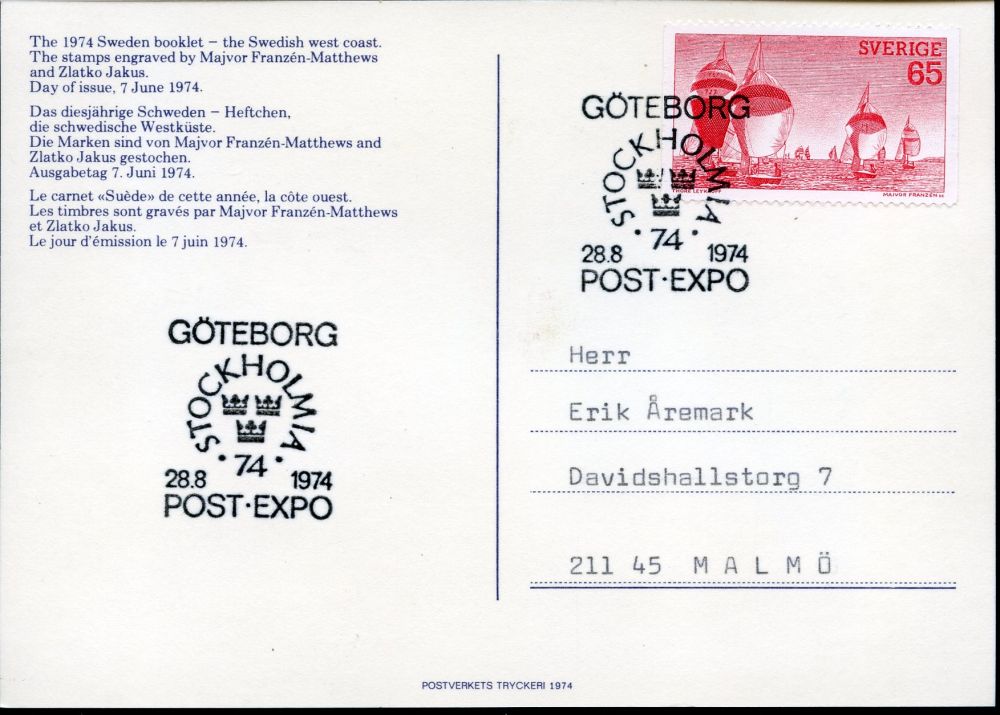 The 1974 Sweden booklet – the Swedish west coast.
The stamps engraved by Majvor Franzén-Matthews
and Zlatko Jakus.
Day of issue, 7 June 1974.
Das diesjährige Schweden – Heftchen,
die schwedische Westküste.
Die Marken sind von Majvor Franzén-Matthews and
Zlatko Jakus gestochen.
Ausgabetag 7. Juni 1974.
Le carnet «Suède» de cette année, la côte ouest.
Les timbres sont gravés par Majvor Franzén-Matthews
et Zlatko Jakus.
Le jour d'émission le 7 juin 1974.
SVERIGE
65
MAJVOR FRANZÉN sc
GÖTEBORG
STOCKHOLMIA
· 74 ·
28.8 1974
POST·EXPO
GÖTEBORG
STOCKHOLMIA
· 74 ·
28.8 1974
POST·EXPO
Herr
Erik Åremark
Davidshallstorg 7
211 45 M A L M Ö
POSTVERKETS TRYCKERI 1974